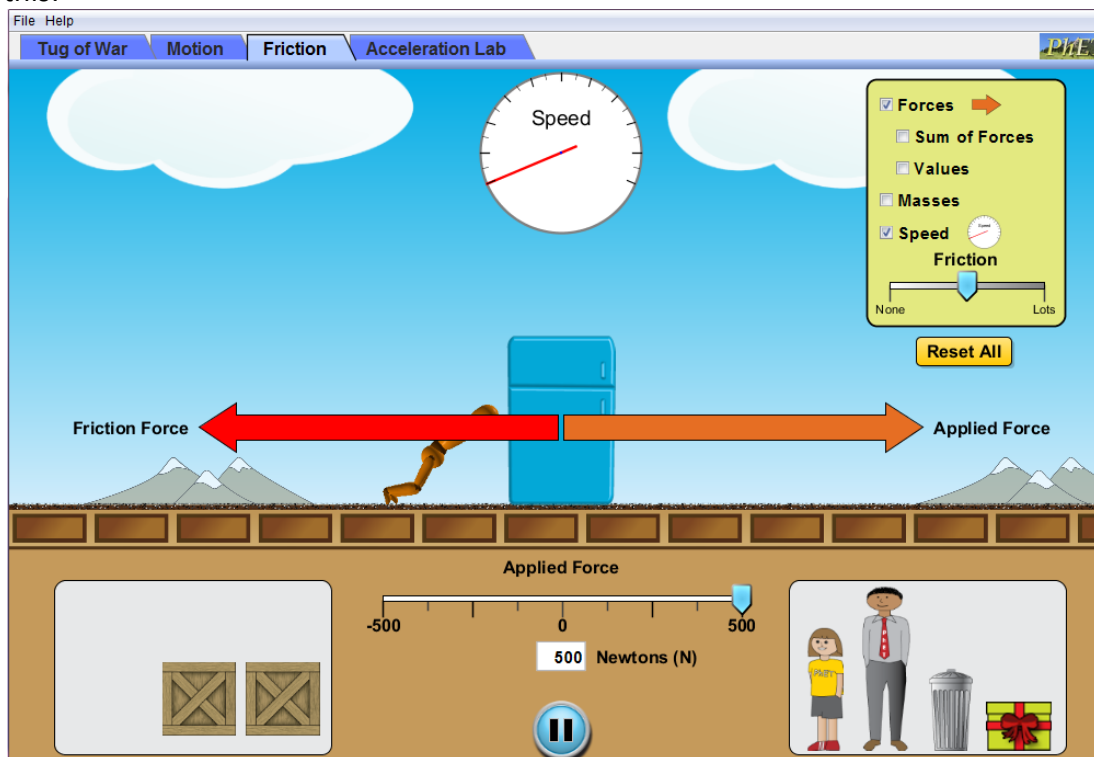 File Help
Tug of War Motion Friction Acceleration Lab
PhET
Speed
Forces
Sum of Forces
Values
Masses
Speed
Friction
None Lots
Reset All
Friction Force Applied Force
Applied Force
-500 0 500
500 Newtons (N)